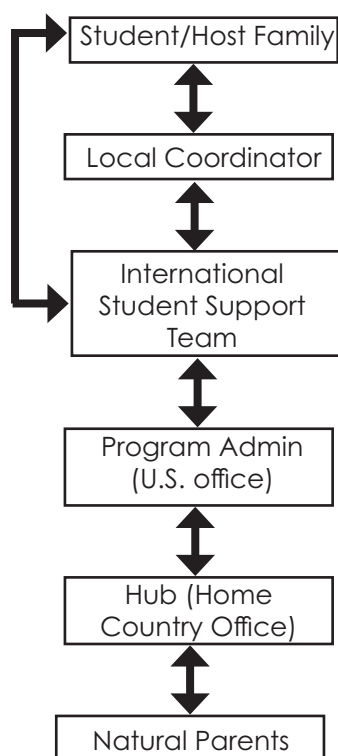 Student/Host Family
Local Coordinator
International
Student Support
Team
Program Admin
(U.S. office)
Hub (Home
Country Office)
Natural Parents